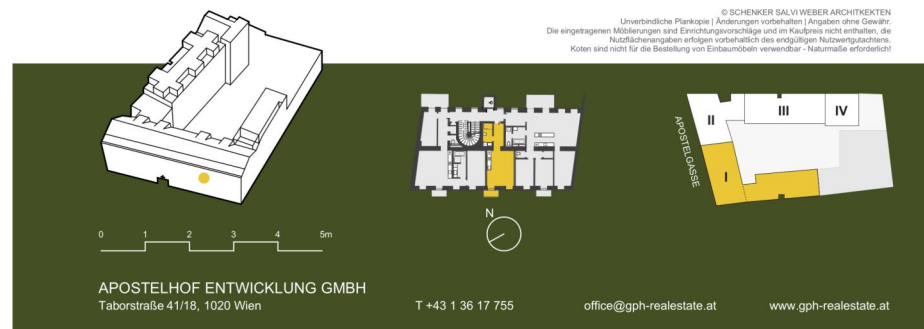 © SCHENKER SALVI WEBER ARCHITKEKTEN
Unverbindliche Plankopie | Änderungen vorbehalten | Angaben ohne Gewähr.
Die eingetragenen Möblierungen sind Einrichtungsvorschläge und im Kaufpreis nicht enthalten, die
Nutzflächenangaben erfolgen vorbehaltlich des endgültigen Nutzwertgutachtens.
Koten sind nicht für die Bestellung von Einbaumöbeln verwendbar - Naturmaße erforderlich!
II
III
IV
I
APOSTELGASSE
N
0 1 2 3 4 5m
APOSTELHOF ENTWICKLUNG GMBH
Taborstraße 41/18, 1020 Wien
T +43 1 36 17 755
office@gph-realestate.at
www.gph-realestate.at